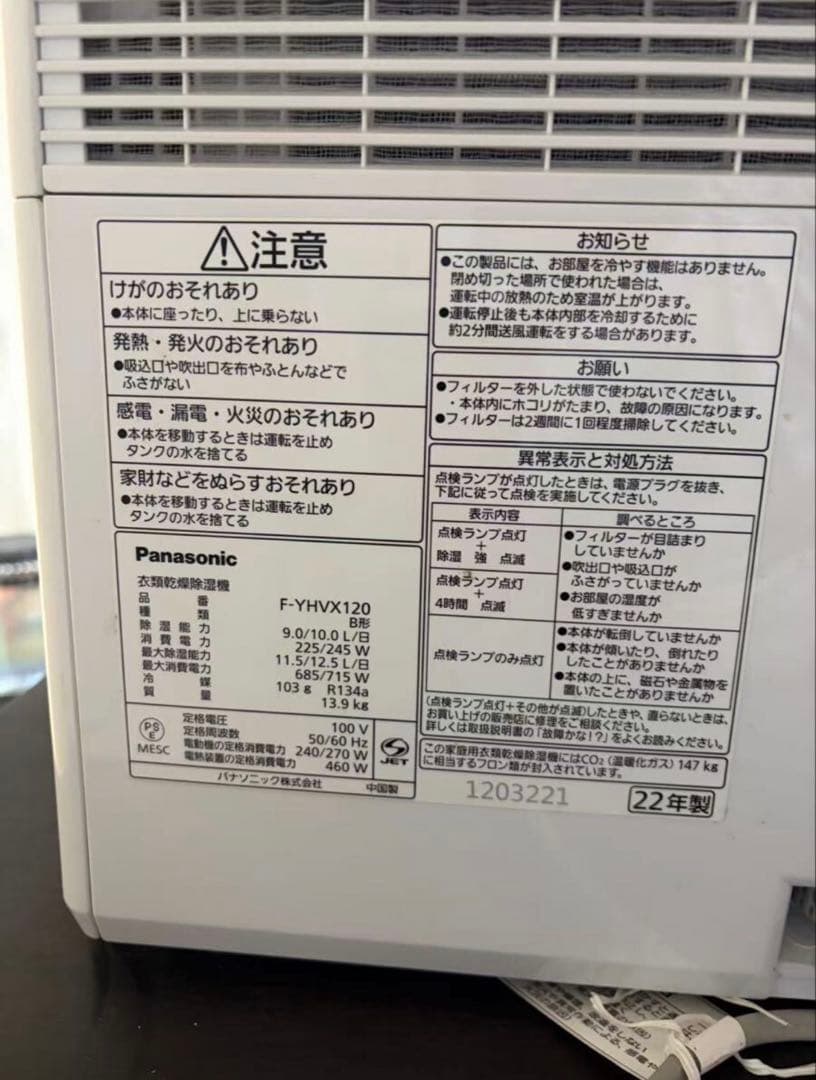 注意
けがのおそれあり
●本体に座ったり、上に乗らない
発熱・発火のおそれあり
●吸込口や吹出口を布やふとんなどで
ふさがない
感電・漏電・火災のおそれあり
●本体を移動するときは運転を止め
タンクの水を捨てる
家財などをぬらすおそれあり
●本体を移動するときは運転を止め
タンクの水を捨てる
Panasonic
衣類乾燥除湿機
品番 F-YHVX120
種類 B形
除湿能力 9.0/10.0 L/日
消費電力 225/245 W
最大除湿能力 11.5/12.5 L/日
最大消費電力 685/715 W
冷媒 103 g R134a
質量 13.9 kg
PS
E
MESC
定格電圧 100 V
定格周波数 50/60 Hz
電動機の定格消費電力 240/270 W
電熱装置の定格消費電力 460 W
パナソニック株式会社 中国製
JET
お知らせ
●この製品には、お部屋を冷やす機能はありません。
閉め切った場所で使われた場合は、
運転中の放熱のため室温が上がります。
●運転停止後も本体内部を冷却するために
約2分間送風運転をする場合があります。
お願い
●フィルターを外した状態で使わないでください。
・本体内にホコリがたまり、故障の原因になります。
●フィルターは2週間に1回程度掃除してください。
異常表示と対処方法
点検ランプが点灯したときは、電源プラグを抜き、
下記に従って点検を実施してください。
表示内容 調べるところ
点検ランプ点灯
+
除湿 強 点滅
点検ランプ点灯
+
4時間 点滅
●フィルターが目詰まり
していませんか
●吹出口や吸込口が
ふさがっていませんか
●お部屋の温度が
低すぎませんか
点検ランプのみ点灯
●本体が転倒していませんか
●本体が傾いたり、倒れたり
したことがありませんか
●本体の上に、磁石や金属物を
置いたことがありませんか
(点検ランプ点灯+その他が点滅)したときや、直らないときは、
お買い上げの販売店に修理をご相談ください。
詳しくは取扱説明書の「故障かな!?」をよくお読みください。
この家庭用衣類乾燥除湿機にはCO₂(温暖化ガス)147 kg
に相当するフロン類が封入されています。
1203221
22年製